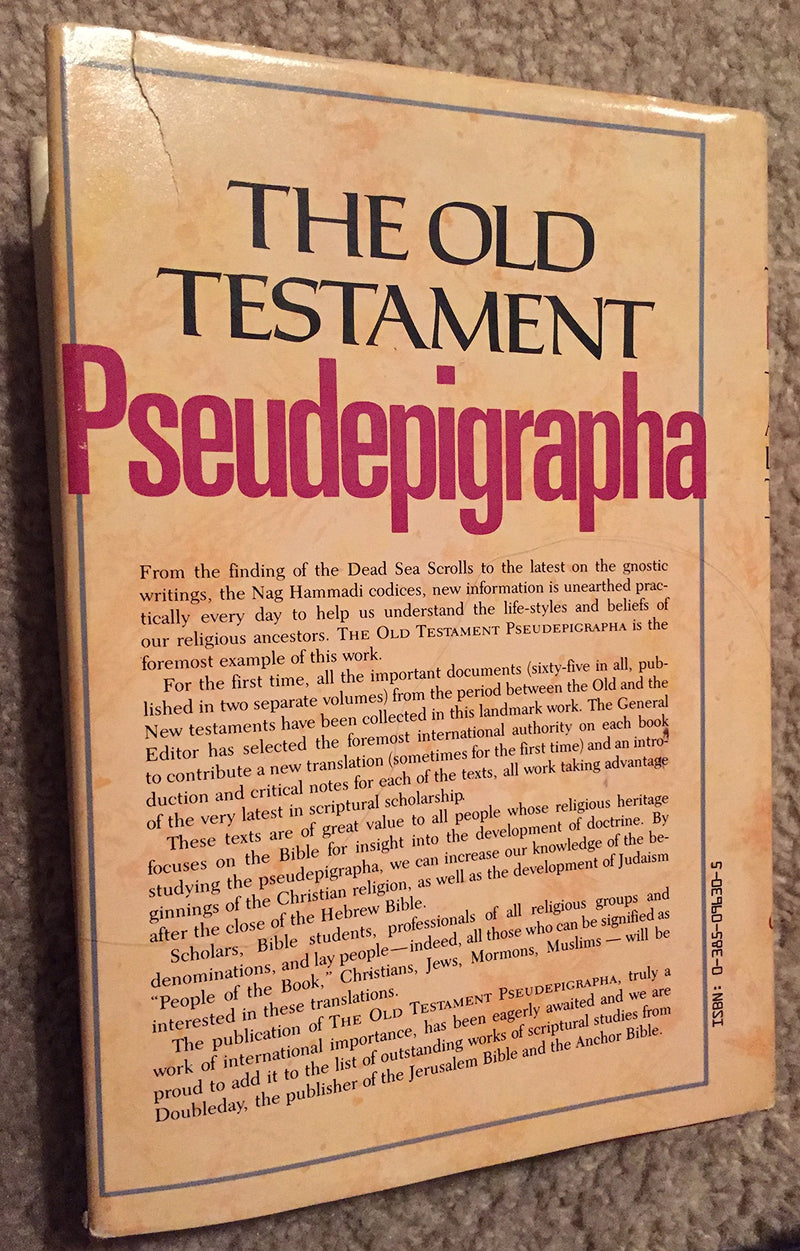 THE OLD
TESTAMENT
Pseudepigrapha
From the finding of the Dead Sea Scrolls to the latest on the gnostic
writings, the Nag Hammadi codices, new information is unearthed prac-
tically every day to help us understand the life-styles and beliefs of
our religious ancestors. THE OLD TESTAMENT PSEUDEPIGRAPHA is the
foremost example of this work.
For the first time, all the important documents (sixty-five in all, pub-
lished in two separate volumes) from the period between the Old and the
New testaments have been collected in this landmark work. The General
Editor has selected the foremost international authority on each book
to contribute a new translation (sometimes for the first time) and an intro-
duction and critical notes for each of the texts, all work taking advantage
of the very latest in scriptural scholarship.
These texts are of great value to all people whose religious heritage
focuses on the Bible for insight into the development of doctrine. By
studying the pseudepigrapha, we can increase our knowledge of the be-
ginnings of the Christian religion, as well as the development of Judaism
after the close of the Hebrew Bible.
Scholars, Bible students, professionals of all religious groups and
denominations, and lay people—indeed, all those who can be signified as
“People of the Book,” Christians, Jews, Mormons, Muslims — will be
interested in these translations.
The publication of THE OLD TESTAMENT PSEUDEPIGRAPHA, truly a
work of international importance, has been eagerly awaited and we are
proud to add it to the list of outstanding works of scriptural studies from
Doubleday, the publisher of the Jerusalem Bible and the Anchor Bible.
ISBN: 0-385-09630-5